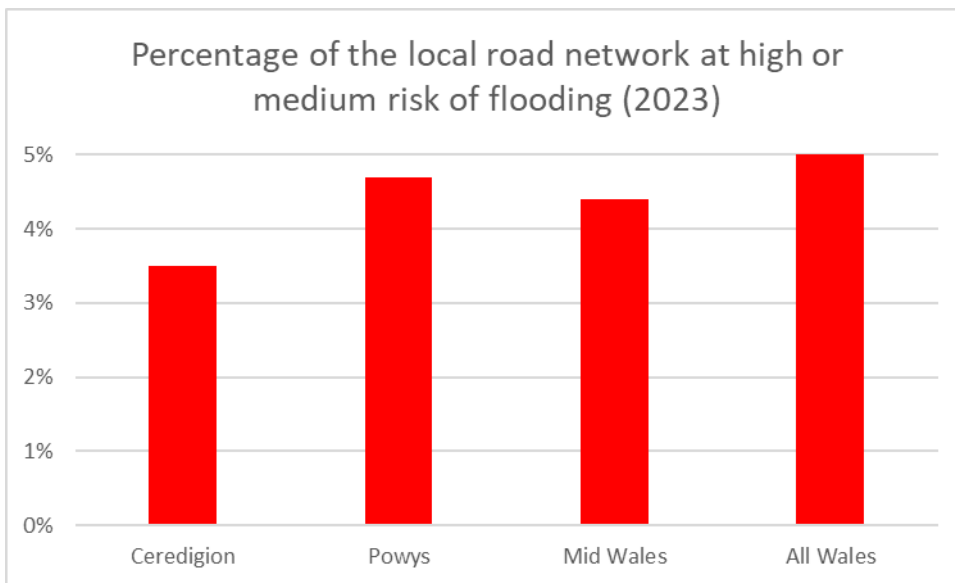 Percentage of the local road network at high or
medium risk of flooding (2023)
5%
4%
3%
2%
1%
0%
Ceredigion Powys Mid Wales All Wales